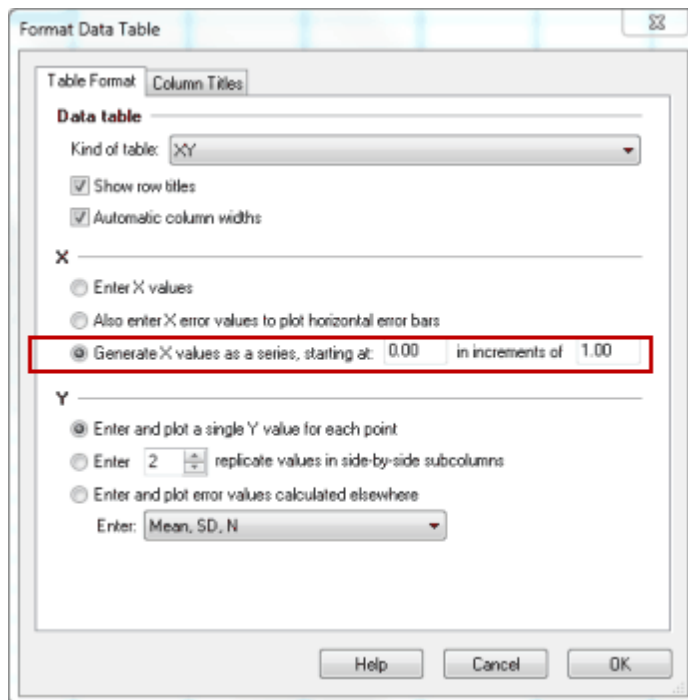 Format Data Table
Table Format Column Titles
Data table
Kind of table: XY
Show row titles
Automatic column widths
X
Enter X values
Also enter X error values to plot horizontal error bars
Generate X values as a series, starting at: 0.00 in increments of 1.00
Y
Enter and plot a single Y value for each point
Enter 2 replicate values in side-by-side subcolumns
Enter and plot error values calculated elsewhere
Enter: Mean, SD, N
Help Cancel OK